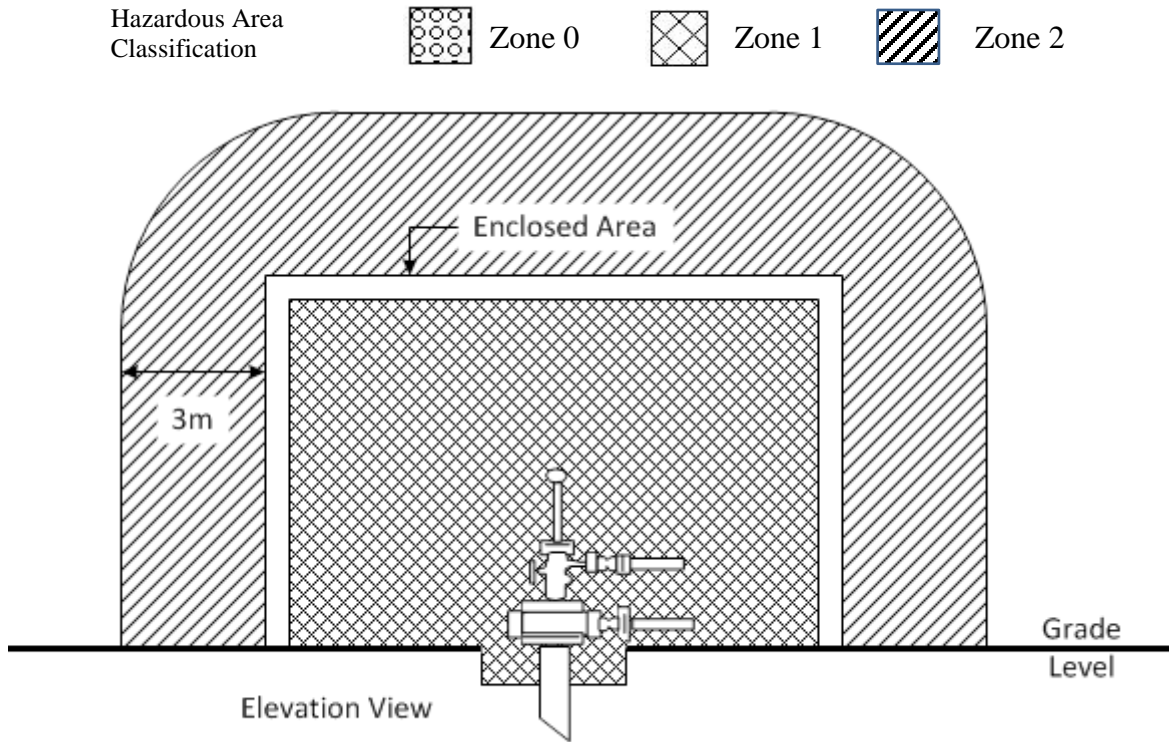 Hazardous Area
Classification
Zone 0
Zone 1
Zone 2
Enclosed Area
3m
Grade
Level
Elevation View